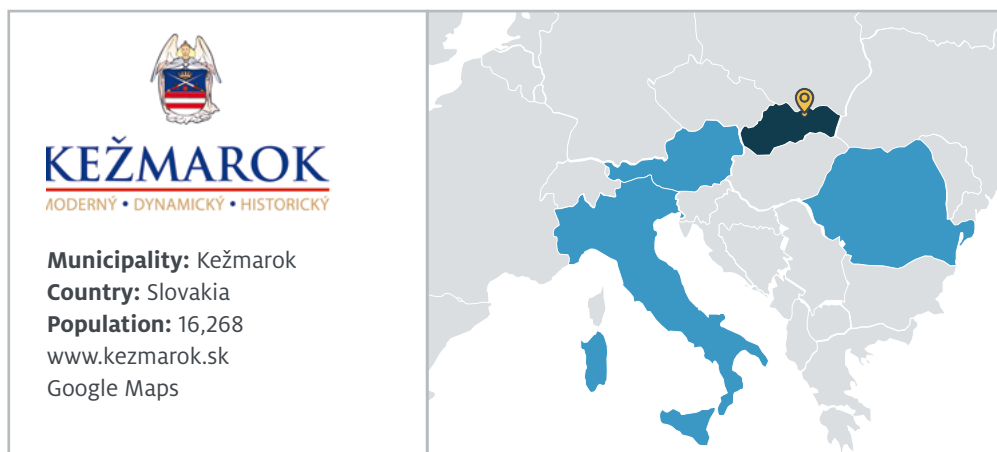 KEŽMAROK
MODERNÝ • DYNAMICKÝ • HISTORICKÝ
Municipality: Kežmarok
Country: Slovakia
Population: 16,268
www.kezmarok.sk
Google Maps